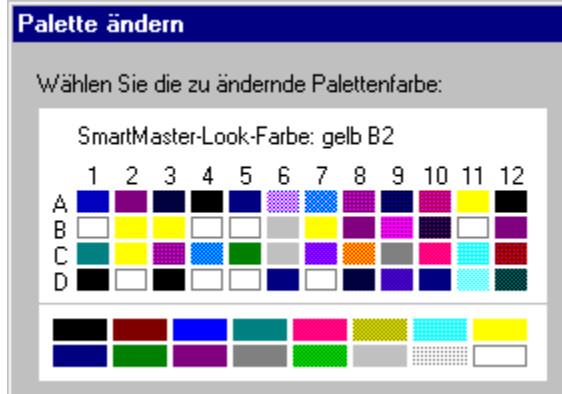 Palette ändern
Wählen Sie die zu ändernde Palettenfarbe:
SmartMaster-Look-Farbe: gelb B2
1 2 3 4 5 6 7 8 9 10 11 12
A
B
C
D